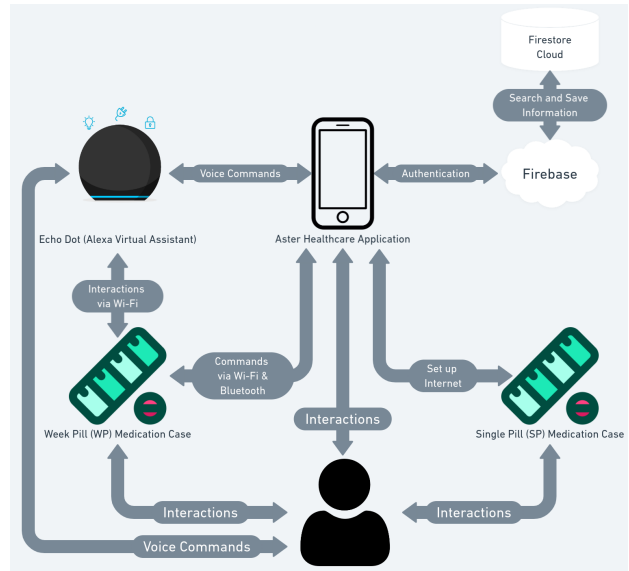 Firestore
Cloud
Search and Save
Information
Voice Commands
Authentication
Firebase
Echo Dot (Alexa Virtual Assistant)
Aster Healthcare Application
Interactions
via Wi-Fi
Commands
via Wi-Fi &
Bluetooth
Set up
Internet
Interactions
Week Pill (WP) Medication Case
Single Pill (SP) Medication Case
Interactions
Interactions
Voice Commands